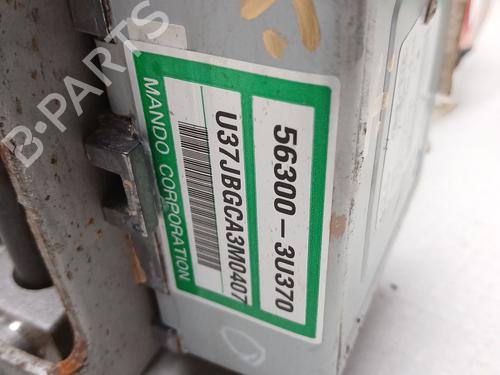 56300-3U370
U37JBGCA3M0407
MANDO CORPORATION
B-PARTS